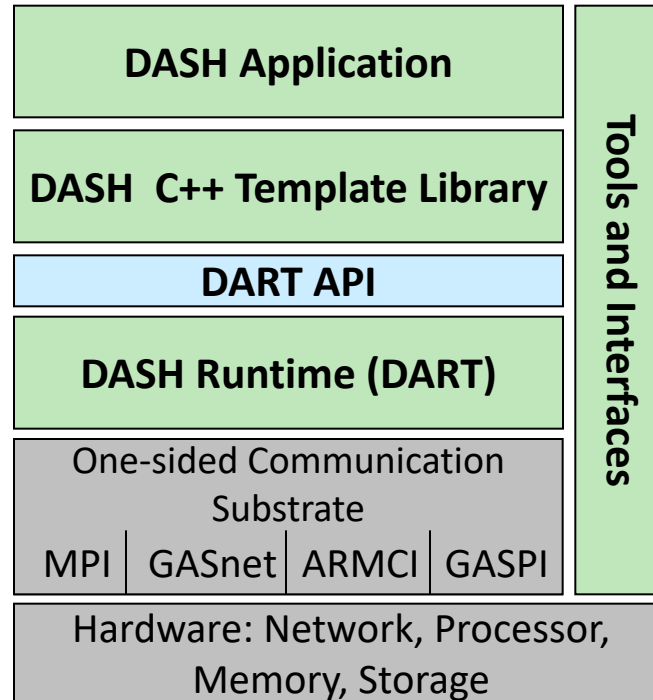 DASH Application
DASH C++ Template Library
DART API
DASH Runtime (DART)
One-sided Communication
Substrate
MPI GASnet ARMCI GASPI
Tools and Interfaces
Hardware: Network, Processor,
Memory, Storage